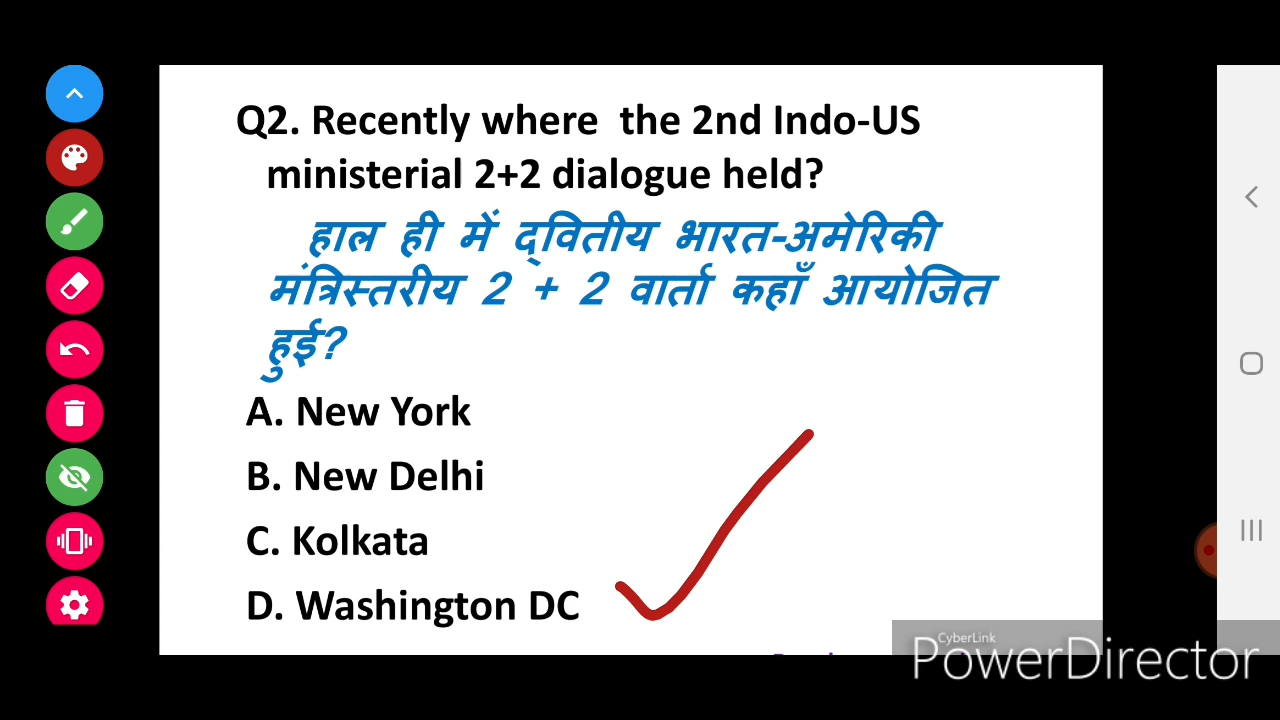 Q2. Recently where  the 2nd Indo-US
ministerial 2+2 dialogue held?
हाल ही में द्वितीय भारत-अमेरिकी
मंत्रिस्तरीय 2 + 2 वार्ता कहाँ आयोजित
हुई?
A. New York
B. New Delhi
C. Kolkata
D. Washington DC
CyberLink
PowerDirector